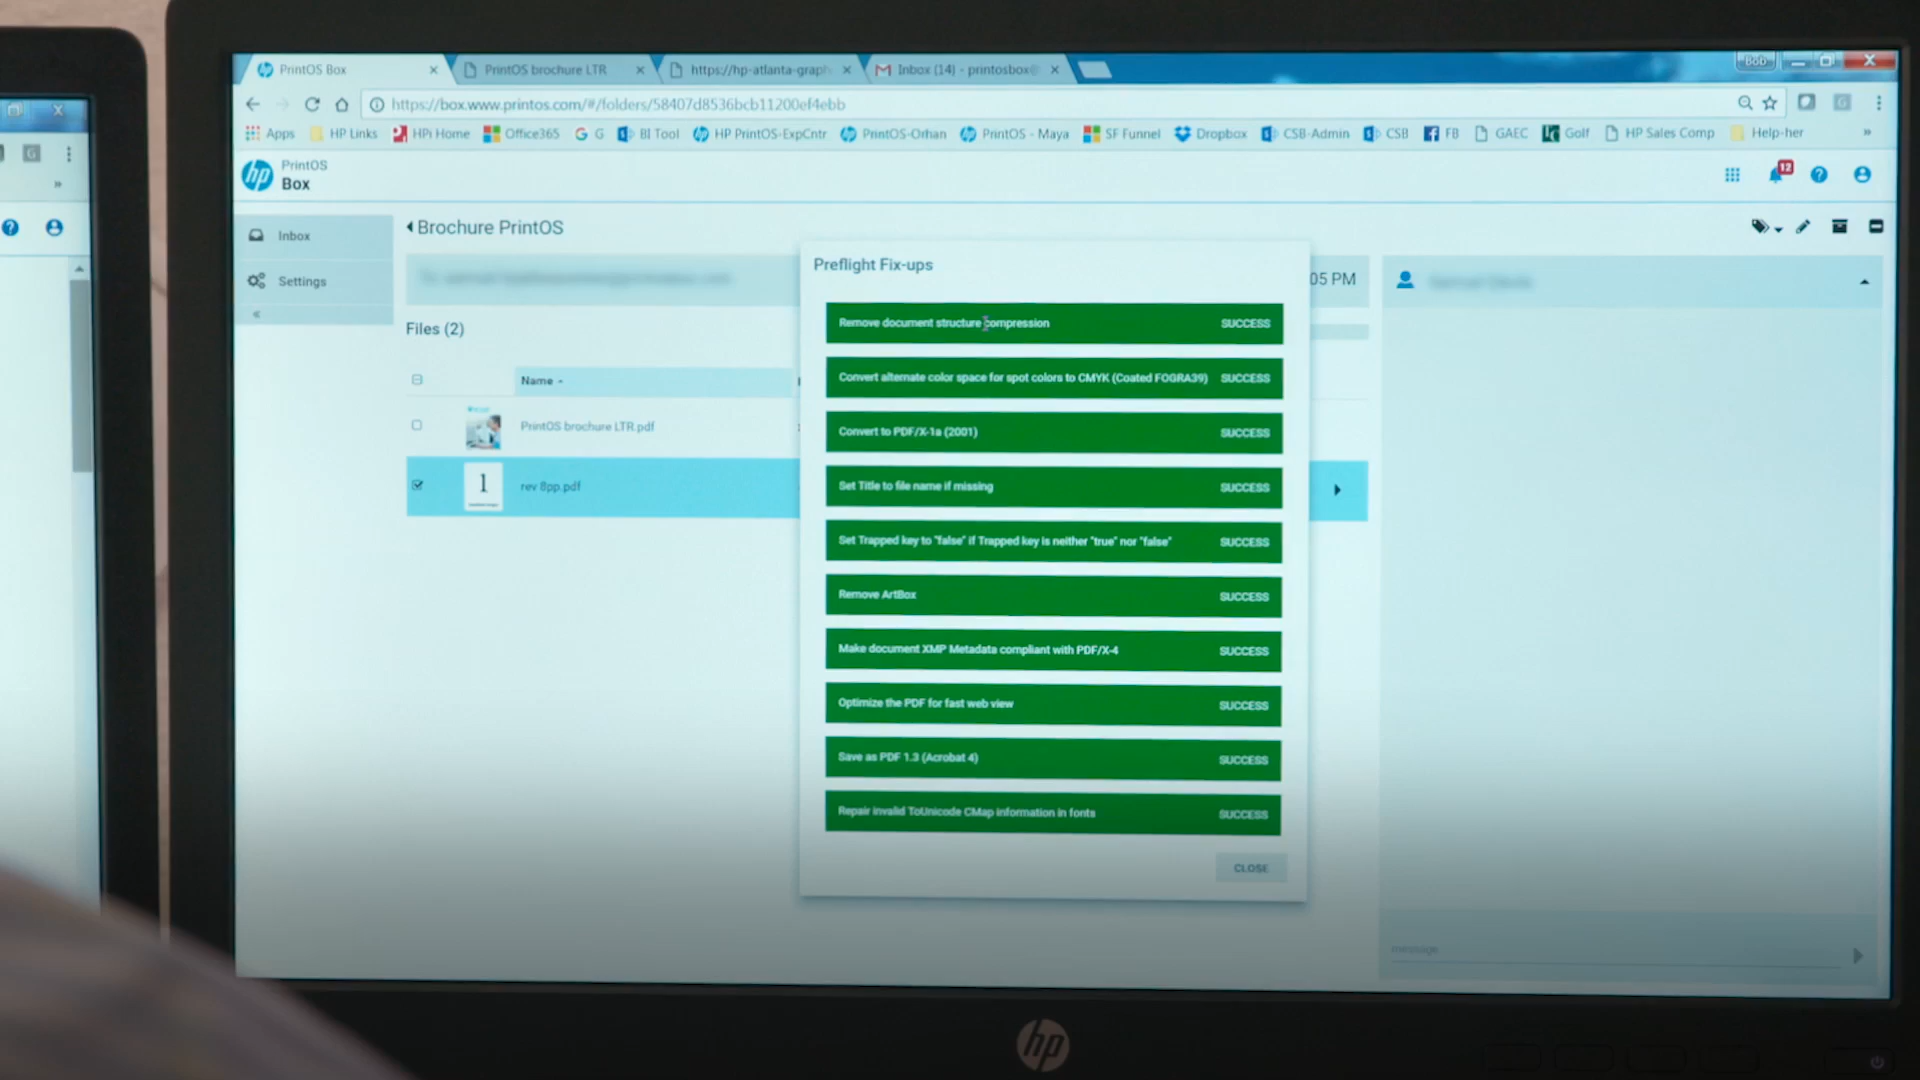 PrintOS Box
PrintOS brochure LTR
https://hp-atlanta-graph
Inbox (14) - printosbox@
Bob
https://box.www.printos.com/#/folders/58407d8536bcb11200ef4ebb
Apps HP Links HPi Home Office365 G BI Tool HP PrintOS-ExpCntr PrintOS-Orhan PrintOS - Maya SF Funnel Dropbox CSB-Admin CSB FB GAEC Golf HP Sales Comp Help-her »
hp PrintOS
Box
12
Inbox
Settings
«
Brochure PrintOS
05 PM
Files (2)
Name
PrintOS brochure LTR.pdf
1
rev 8pp.pdf
Preflight Fix-ups
Remove document structure compression SUCCESS
Convert alternate color space for spot colors to CMYK (Coated FOGRA39) SUCCESS
Convert to PDF/X-1a (2001) SUCCESS
Set Title to file name if missing SUCCESS
Set Trapped key to "false" if Trapped key is neither "true" nor "false" SUCCESS
Remove ArtBox SUCCESS
Make document XMP Metadata compliant with PDF/X-4 SUCCESS
Optimize the PDF for fast web view SUCCESS
Save as PDF 1.3 (Acrobat 4) SUCCESS
Repair invalid ToUnicode CMap information in fonts SUCCESS
CLOSE
message
hp